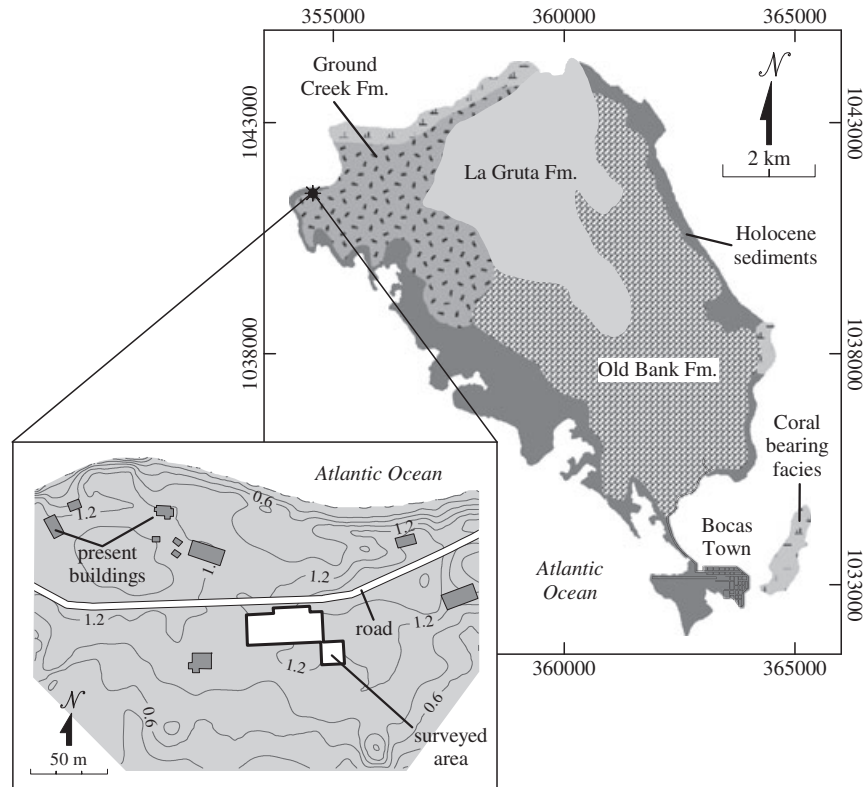 355000
360000
365000
Ground
Creek Fm.
N
1043000
1043000
2 km
La Gruta Fm.
Holocene
sediments
1038000
1038000
Old Bank Fm.
Coral
bearing
facies
Atlantic Ocean
0.6
1.2
1.2
present
buildings
1.2
Bocas
Town
Atlantic
Ocean
1033000
1.2
1.2
road
1.2
360000
365000
N
0.6
0.6
surveyed
area
50 m